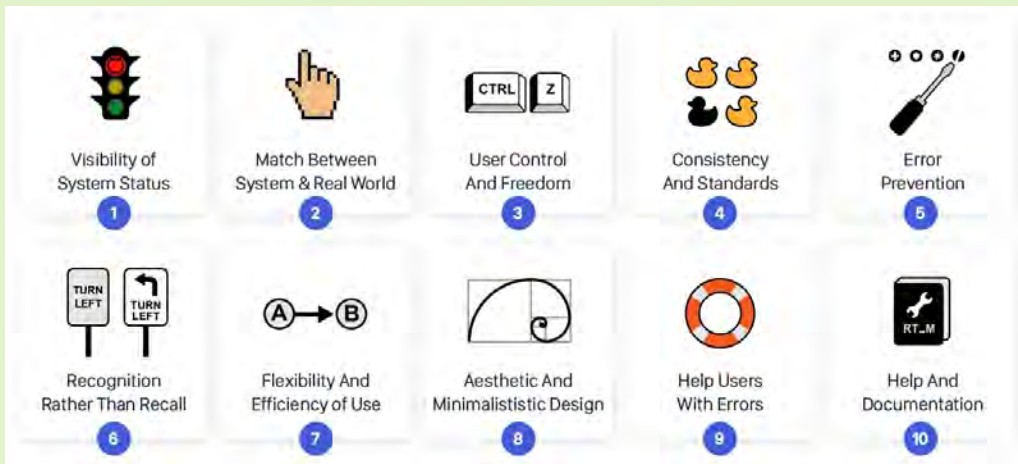 CTRL Z
Visibility of
System Status
1
Match Between
System & Real World
2
User Control
And Freedom
3
Consistency
And Standards
4
Error
Prevention
5
TURN
LEFT
TURN
LEFT
Recognition
Rather Than Recall
6
A B
Flexibility And
Efficiency of Use
7
Aesthetic And
Minimalististic Design
8
Help Users
With Errors
9
RT_M
Help And
Documentation
10